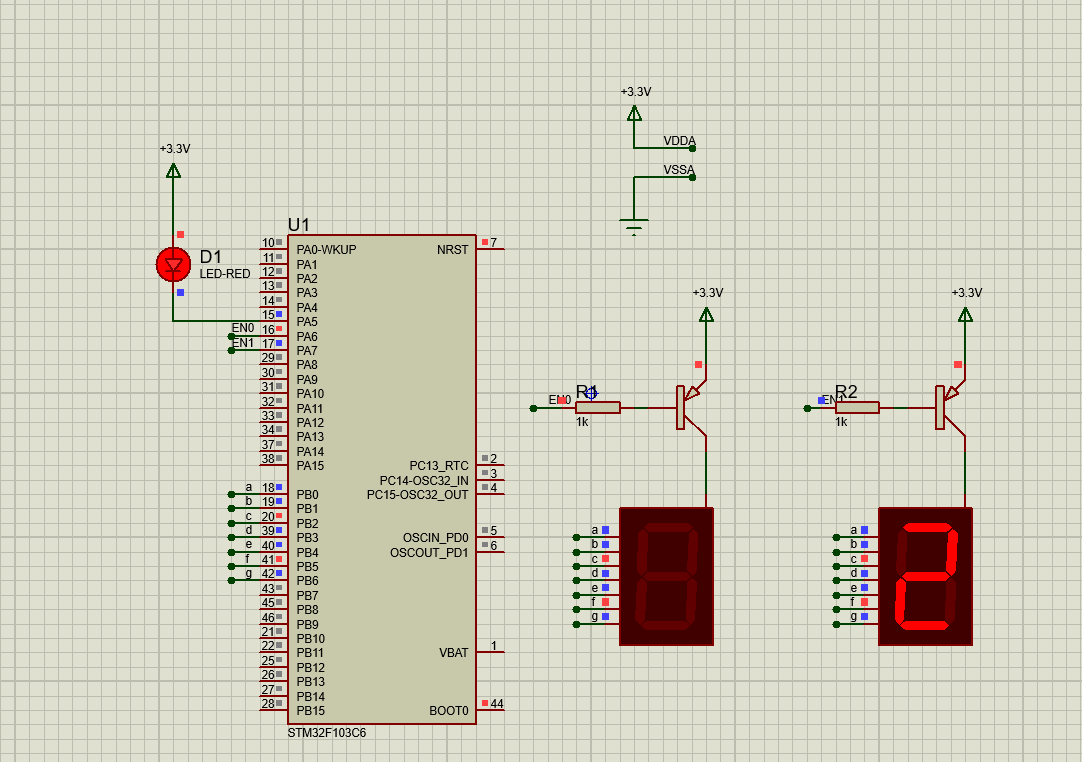 +3.3V
VDDA
VSSA
+3.3V
D1
LED-RED
U1
10 PA0-WKUP
11 PA1
12 PA2
13 PA3
14 PA4
15 PA5
EN0 16 PA6
EN1 17 PA7
29 PA8
30 PA9
31 PA10
32 PA11
33 PA12
34 PA13
37 PA14
38 PA15
a 18 PB0
b 19 PB1
c 20 PB2
d 39 PB3
e 40 PB4
f 41 PB5
g 42 PB6
43 PB7
45 PB8
46 PB9
21 PB10
22 PB11
25 PB12
26 PB13
27 PB14
28 PB15
NRST 7
PC13_RTC 2
PC14-OSC32_IN 3
PC15-OSC32_OUT 4
OSCIN_PD0 5
OSCOUT_PD1 6
VBAT 1
BOOT0 44
STM32F103C6
+3.3V
R1
EN0
1k
a
b
c
d
e
f
g
+3.3V
R2
EN1
1k
a
b
c
d
e
f
g
2